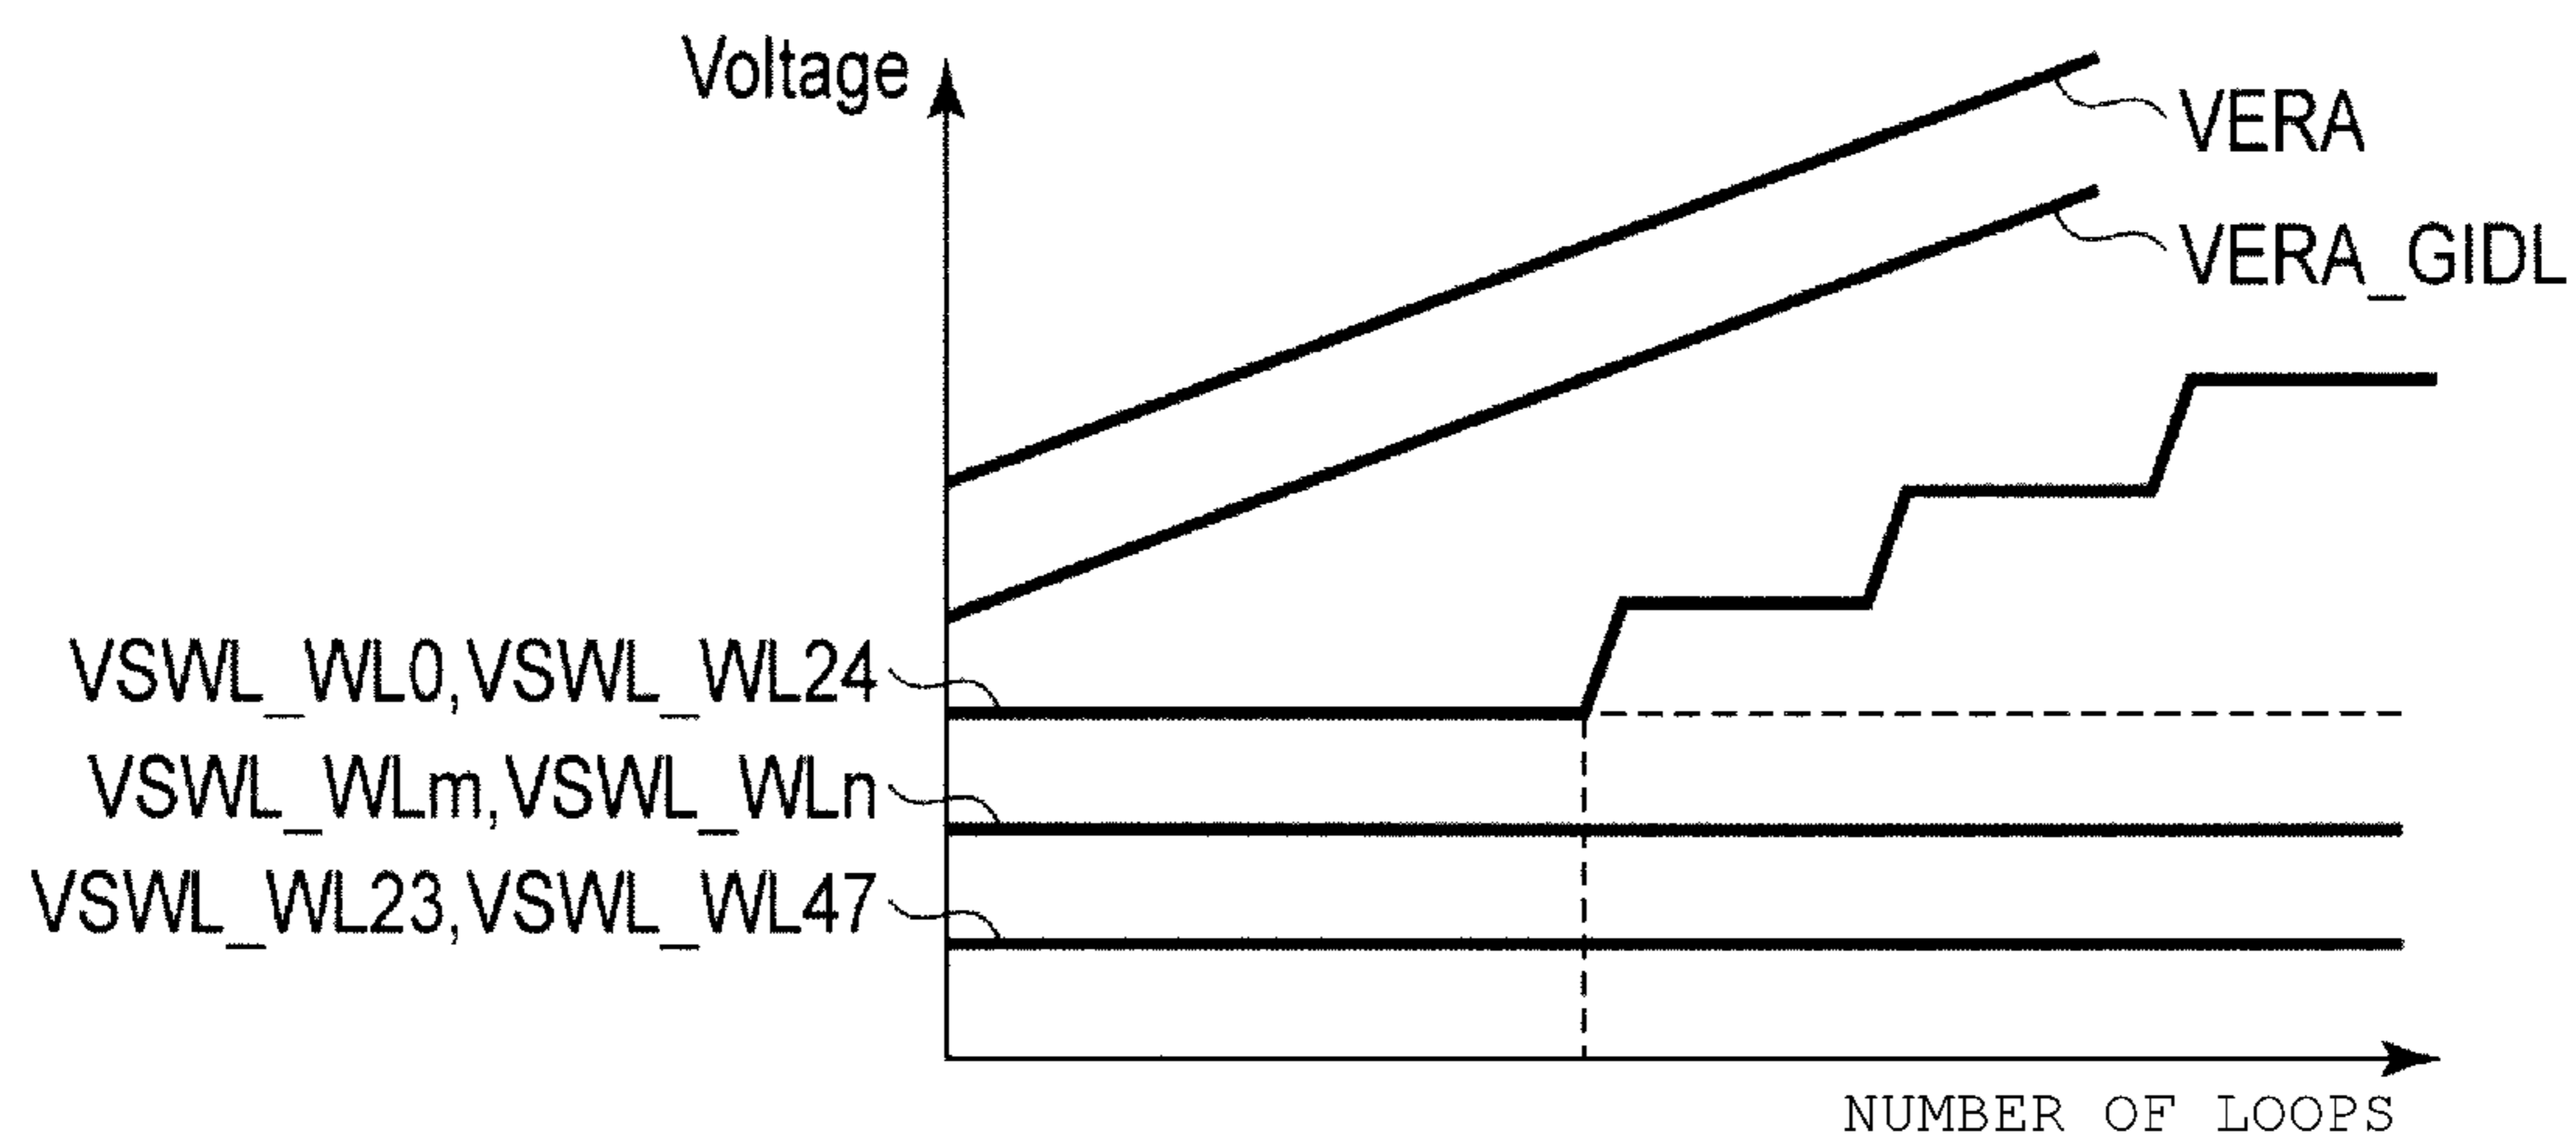 Voltage
VERA
VERA_GIDL
VSWL_WL0,VSWL_WL24
VSWL_WLm,VSWL_WLn
VSWL_WL23,VSWL_WL47
NUMBER OF LOOPS